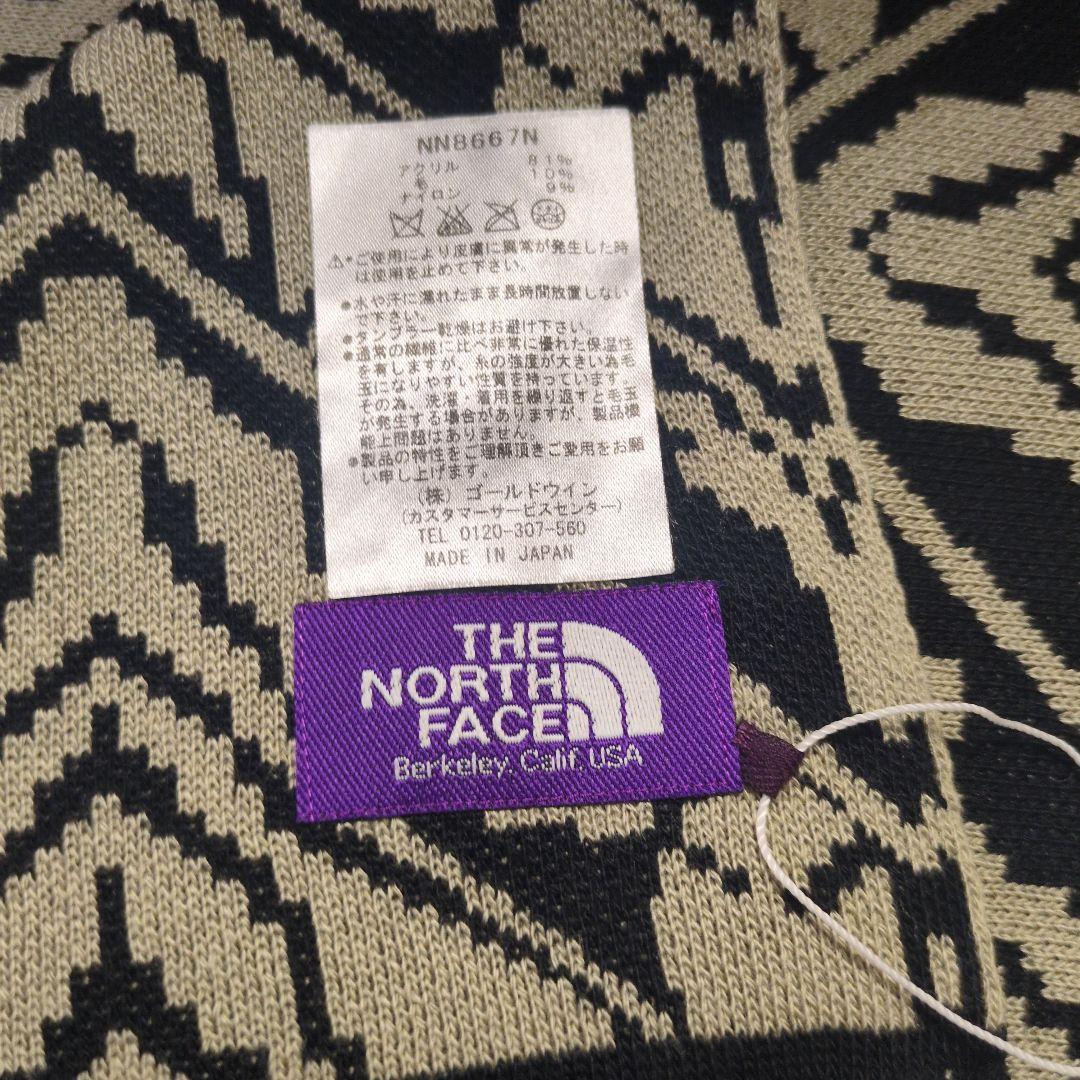 NN8667N
アクリル 81%
毛 10%
ナイロン 9%
⚠*ご使用により皮膚に異常が発生した時
は使用を止めて下さい。
●水や汗に濡れたまま長時間放置しない
で下さい。
●タンブラー乾燥はお避け下さい。
●通常の繊維に比べ非常に優れた保湿性
を有しますが、糸の強度が大きい為毛
玉になりやすい性質を持っています。
その為、洗濯・着用を繰り返すと毛玉
が発生する場合がありますが、製品機
能上問題はありません。
●製品の特性をご理解頂きご愛用をお願
い申し上げます。
(株) ゴールドウイン
(カスタマーサービスセンター)
TEL 0120-307-560
MADE IN JAPAN
THE
NORTH
FACE
Berkeley, Calif. USA